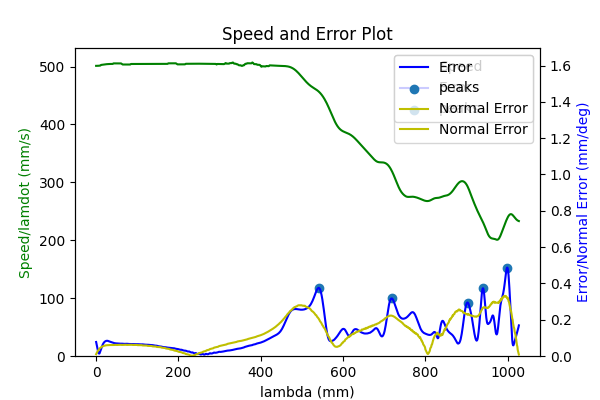 Speed and Error Plot
500
400
300
200
100
0
Speed/lamdot (mm/s)
0
200
400
600
800
1000
lambda (mm)
1.6
1.4
1.2
1.0
0.8
0.6
0.4
0.2
0.0
Error/Normal Error (mm/deg)
Error
peaks
Normal Error
Normal Error